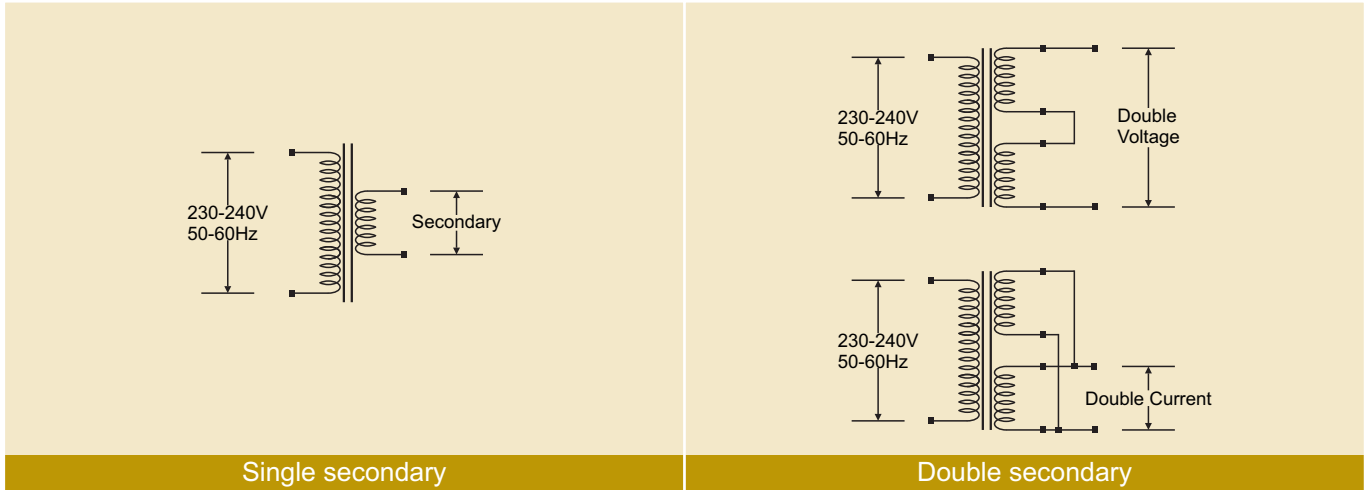 230-240V
50-60Hz
Secondary
Single secondary
230-240V
50-60Hz
Double
Voltage
230-240V
50-60Hz
Double Current
Double secondary